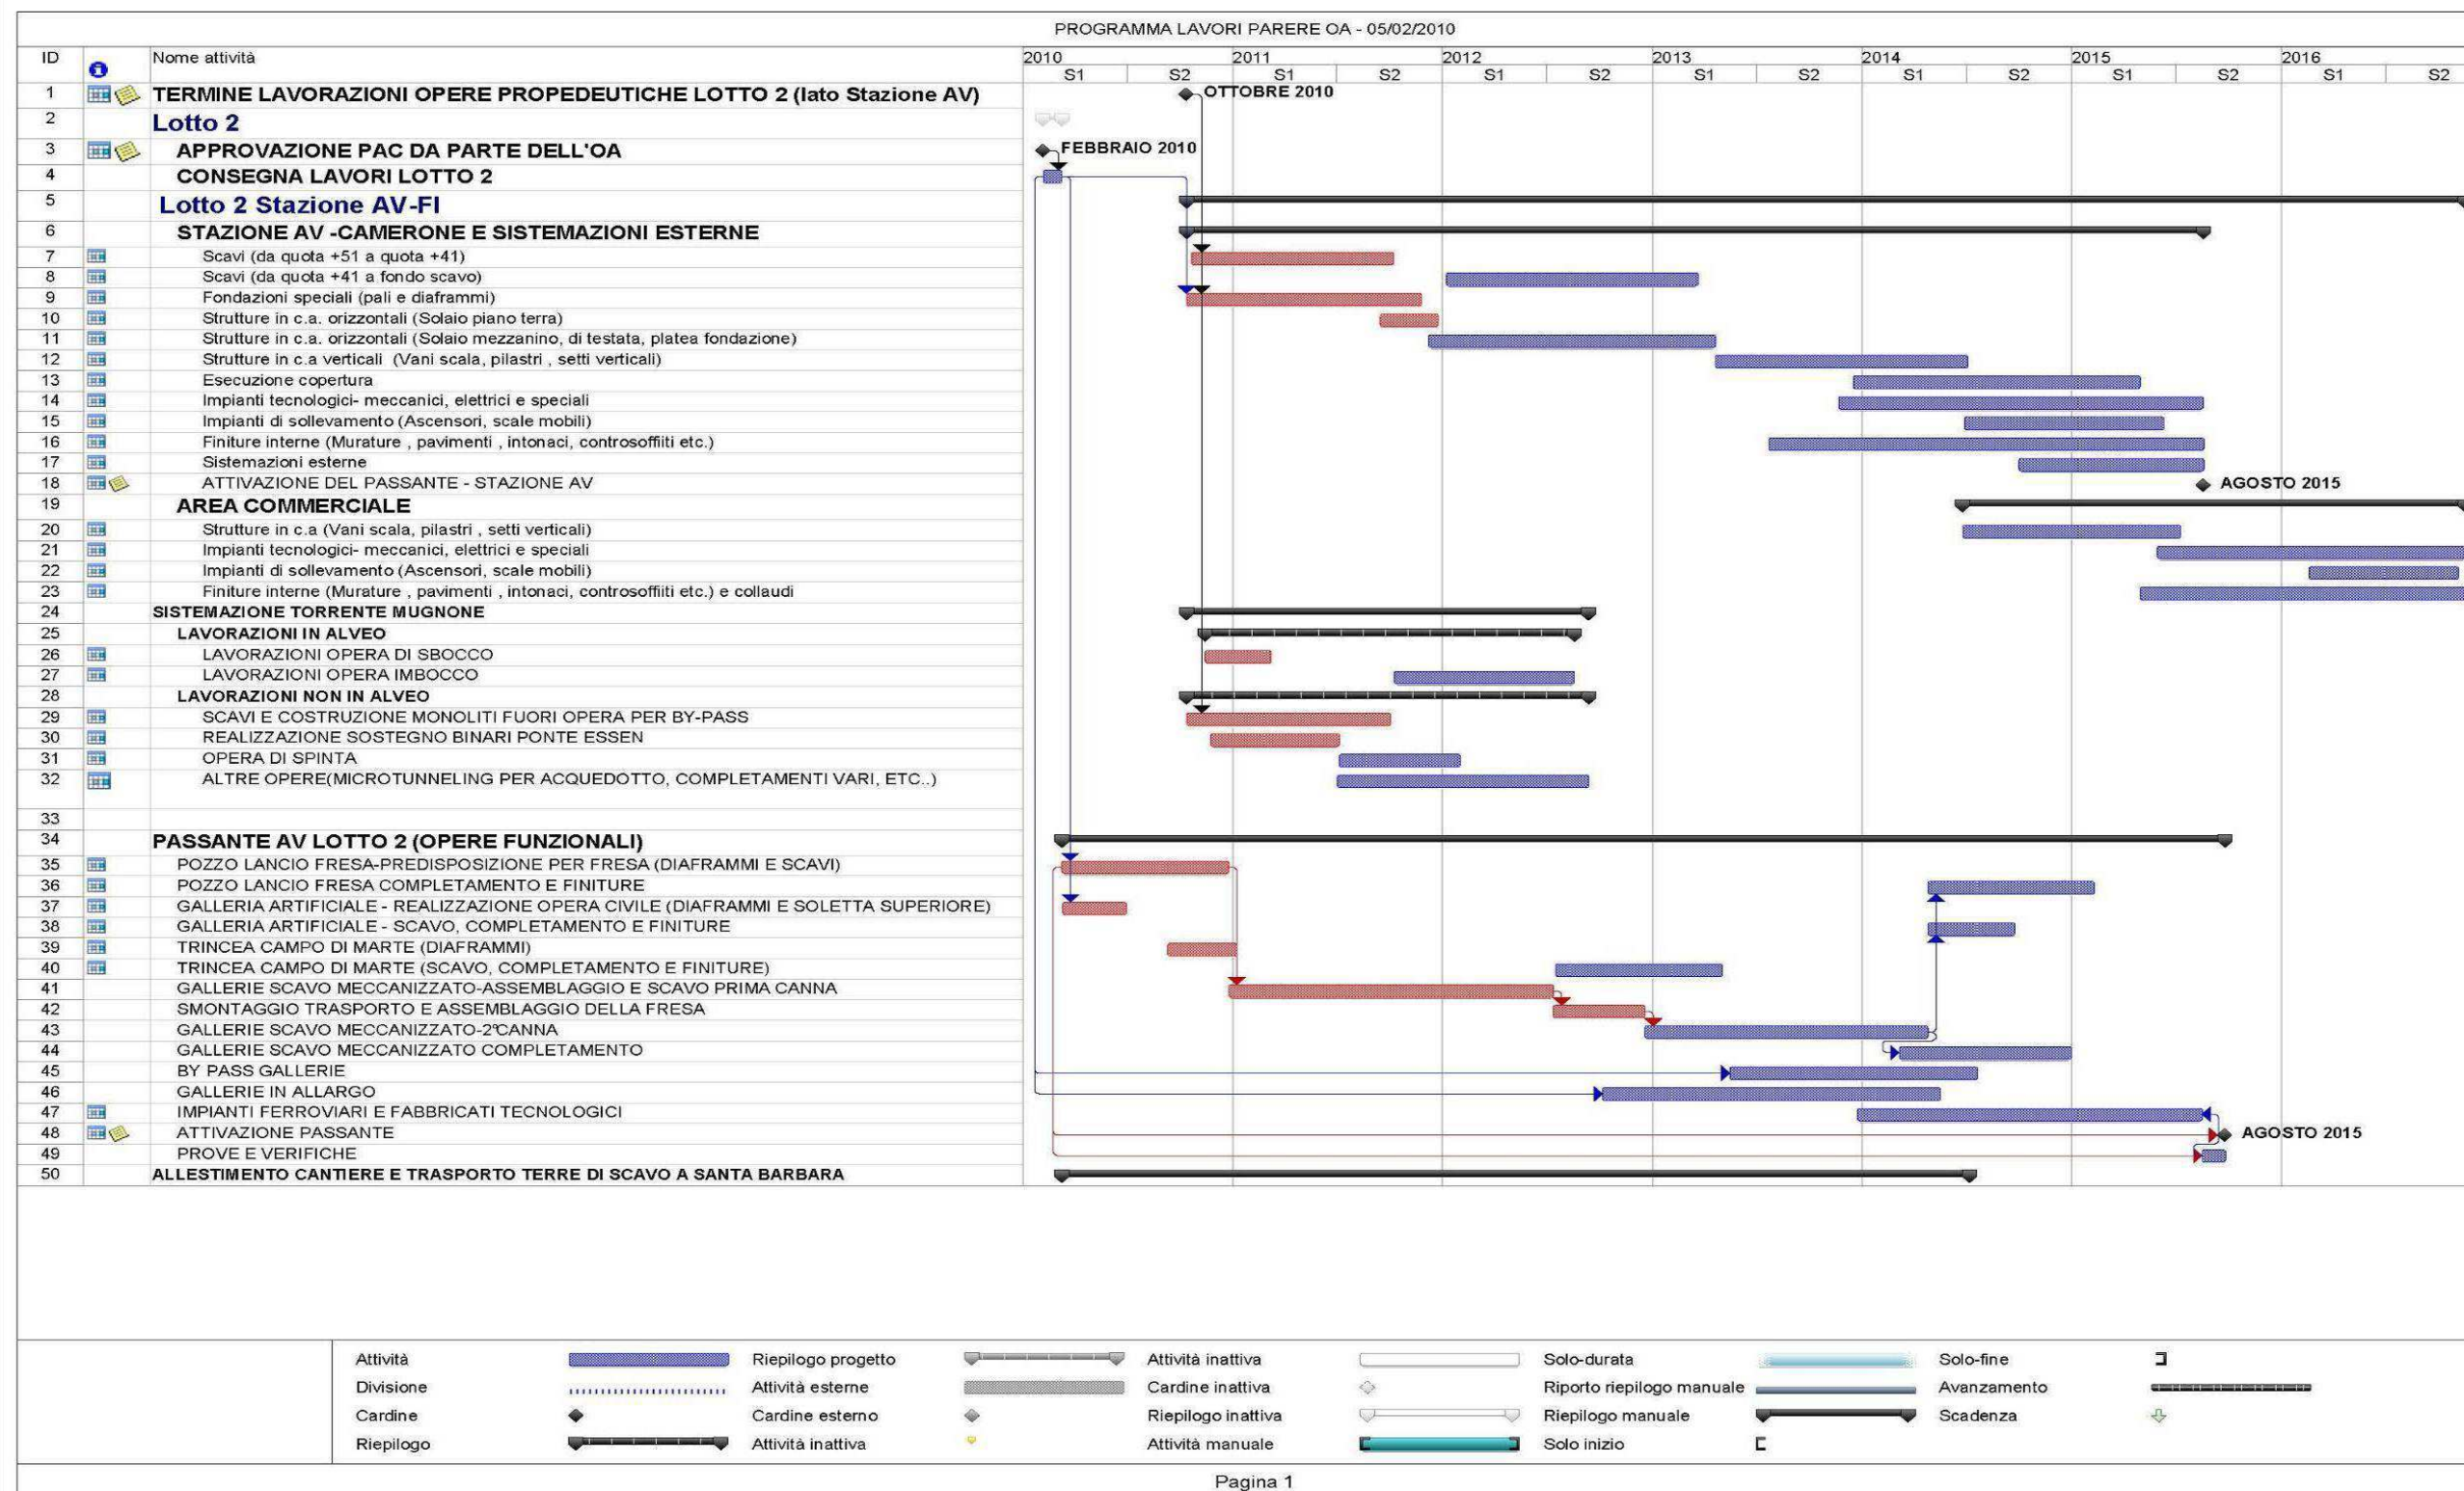 PROGRAMMA LAVORI PARERE OA - 05/02/2010
ID Nome attività 2010 2011 2012 2013 2014 2015 2016
S1 S2 S1 S2 S1 S2 S1 S2 S1 S2 S1 S2 S1 S2
1 TERMINE LAVORAZIONI OPERE PROPEDEUTICHE LOTTO 2 (lato Stazione AV) OTTOBRE 2010
2 Lotto 2
3 APPROVAZIONE PAC DA PARTE DELL'OA FEBBRAIO 2010
4 CONSEGNA LAVORI LOTTO 2
5 Lotto 2 Stazione AV-FI
6 STAZIONE AV -CAMERONE E SISTEMAZIONI ESTERNE
7 Scavi (da quota +51 a quota +41)
8 Scavi (da quota +41 a fondo scavo)
9 Fondazioni speciali (pali e diaframmi)
10 Strutture in c.a. orizzontali (Solaio piano terra)
11 Strutture in c.a. orizzontali (Solaio mezzanino, di testata, platea fondazione)
12 Strutture in c.a verticali (Vani scala, pilastri , setti verticali)
13 Esecuzione copertura
14 Impianti tecnologici- meccanici, elettrici e speciali
15 Impianti di sollevamento (Ascensori, scale mobili)
16 Finiture interne (Murature , pavimenti , intonaci, controsoffiiti etc.)
17 Sistemazioni esterne
18 ATTIVAZIONE DEL PASSANTE - STAZIONE AV AGOSTO 2015
19 AREA COMMERCIALE
20 Strutture in c.a (Vani scala, pilastri , setti verticali)
21 Impianti tecnologici- meccanici, elettrici e speciali
22 Impianti di sollevamento (Ascensori, scale mobili)
23 Finiture interne (Murature , pavimenti , intonaci, controsoffiiti etc.) e collaudi
24 SISTEMAZIONE TORRENTE MUGNONE
25 LAVORAZIONI IN ALVEO
26 LAVORAZIONI OPERA DI SBOCCO
27 LAVORAZIONI OPERA IMBOCCO
28 LAVORAZIONI NON IN ALVEO
29 SCAVI E COSTRUZIONE MONOLITI FUORI OPERA PER BY-PASS
30 REALIZZAZIONE SOSTEGNO BINARI PONTE ESSEN
31 OPERA DI SPINTA
32 ALTRE OPERE(MICROTUNNELING PER ACQUEDOTTO, COMPLETAMENTI VARI, ETC..)
33
34 PASSANTE AV LOTTO 2 (OPERE FUNZIONALI)
35 POZZO LANCIO FRESA-PREDISPOSIZIONE PER FRESA (DIAFRAMMI E SCAVI)
36 POZZO LANCIO FRESA COMPLETAMENTO E FINITURE
37 GALLERIA ARTIFICIALE - REALIZZAZIONE OPERA CIVILE (DIAFRAMMI E SOLETTA SUPERIORE)
38 GALLERIA ARTIFICIALE - SCAVO, COMPLETAMENTO E FINITURE
39 TRINCEA CAMPO DI MARTE (DIAFRAMMI)
40 TRINCEA CAMPO DI MARTE (SCAVO, COMPLETAMENTO E FINITURE)
41 GALLERIE SCAVO MECCANIZZATO-ASSEMBLAGGIO E SCAVO PRIMA CANNA
42 SMONTAGGIO TRASPORTO E ASSEMBLAGGIO DELLA FRESA
43 GALLERIE SCAVO MECCANIZZATO-2°CANNA
44 GALLERIE SCAVO MECCANIZZATO COMPLETAMENTO
45 BY PASS GALLERIE
46 GALLERIE IN ALLARGO
47 IMPIANTI FERROVIARI E FABBRICATI TECNOLOGICI
48 ATTIVAZIONE PASSANTE AGOSTO 2015
49 PROVE E VERIFICHE
50 ALLESTIMENTO CANTIERE E TRASPORTO TERRE DI SCAVO A SANTA BARBARA
Attività Riepilogo progetto Attività inattiva Solo-durata Solo-fine
Divisione Attività esterne Cardine inattiva Riporto riepilogo manuale Avanzamento
Cardine Cardine esterno Riepilogo inattiva Riepilogo manuale Scadenza
Riepilogo Attività inattiva Attività manuale Solo inizio
Pagina 1